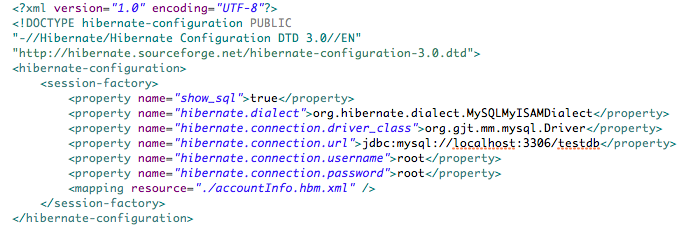 <?xml version="1.0" encoding="UTF-8"?>
<!DOCTYPE hibernate-configuration PUBLIC
"-//Hibernate/Hibernate Configuration DTD 3.0//EN"
"http://hibernate.sourceforge.net/hibernate-configuration-3.0.dtd">
<hibernate-configuration>
<session-factory>
<property name="show_sql">true</property>
<property name="hibernate.dialect">org.hibernate.dialect.MySQLMyISAMDialect</property>
<property name="hibernate.connection.driver_class">org.gjt.mm.mysql.Driver</property>
<property name="hibernate.connection.url">jdbc:mysql://localhost:3306/testdb</property>
<property name="hibernate.connection.username">root</property>
<property name="hibernate.connection.password">root</property>
<mapping resource="./accountInfo.hbm.xml" />
</session-factory>
</hibernate-configuration>